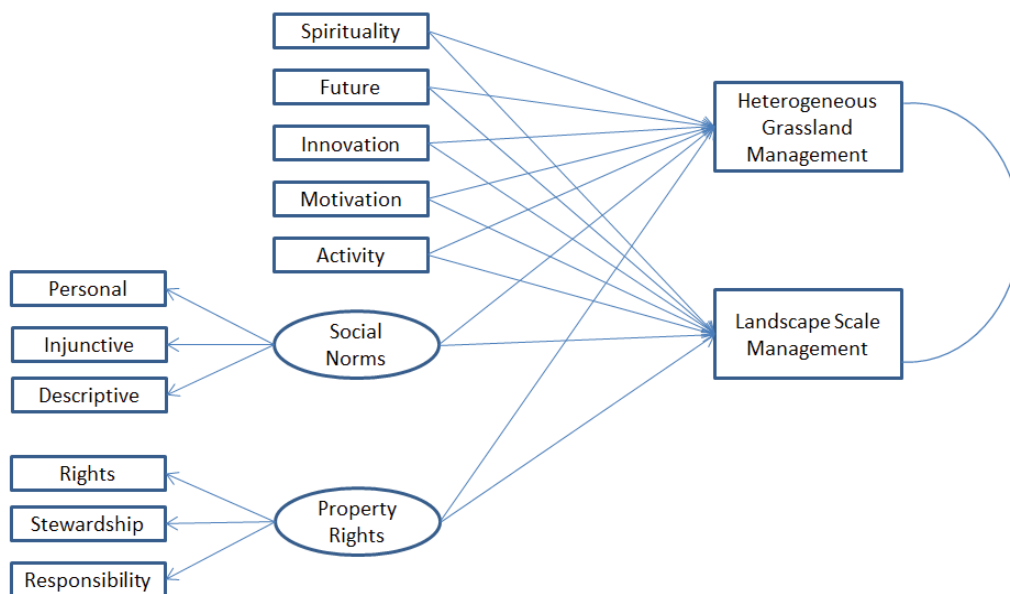 Spirituality
Future
Innovation
Motivation
Activity
Personal
Injunctive
Descriptive
Social
Norms
Rights
Stewardship
Responsibility
Property
Rights
Heterogeneous
Grassland
Management
Landscape Scale
Management